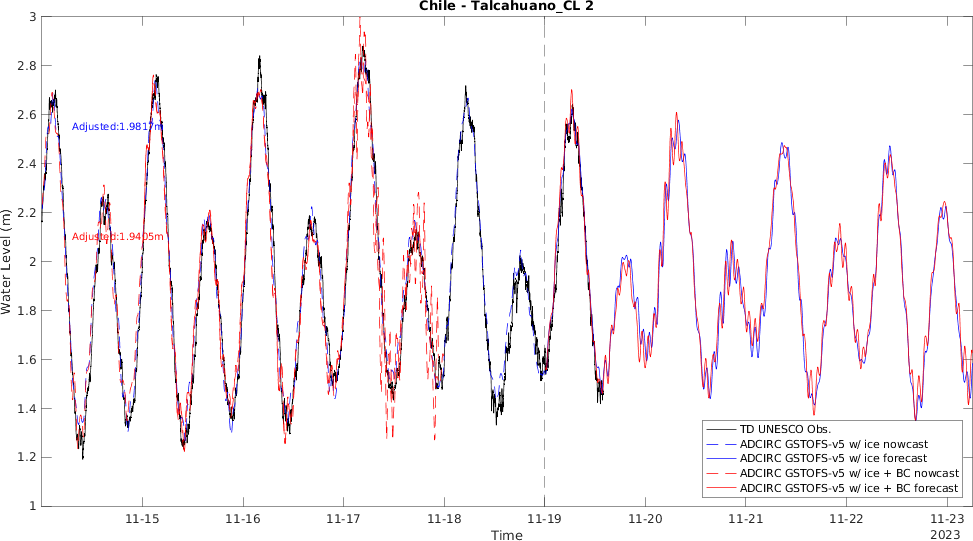 Chile - Talcahuano_CL 2
3
2.8
2.6
2.4
2.2
2
1.8
1.6
1.4
1.2
1
Water Level (m)
Adjusted:1.9817m
Adjusted:1.9405m
TD UNESCO Obs.
ADCIRC GSTOFS-v5 w/ ice nowcast
ADCIRC GSTOFS-v5 w/ ice forecast
ADCIRC GSTOFS-v5 w/ ice + BC nowcast
ADCIRC GSTOFS-v5 w/ ice + BC forecast
11-15 11-16 11-17 11-18 11-19 11-20 11-21 11-22 11-23
Time
2023